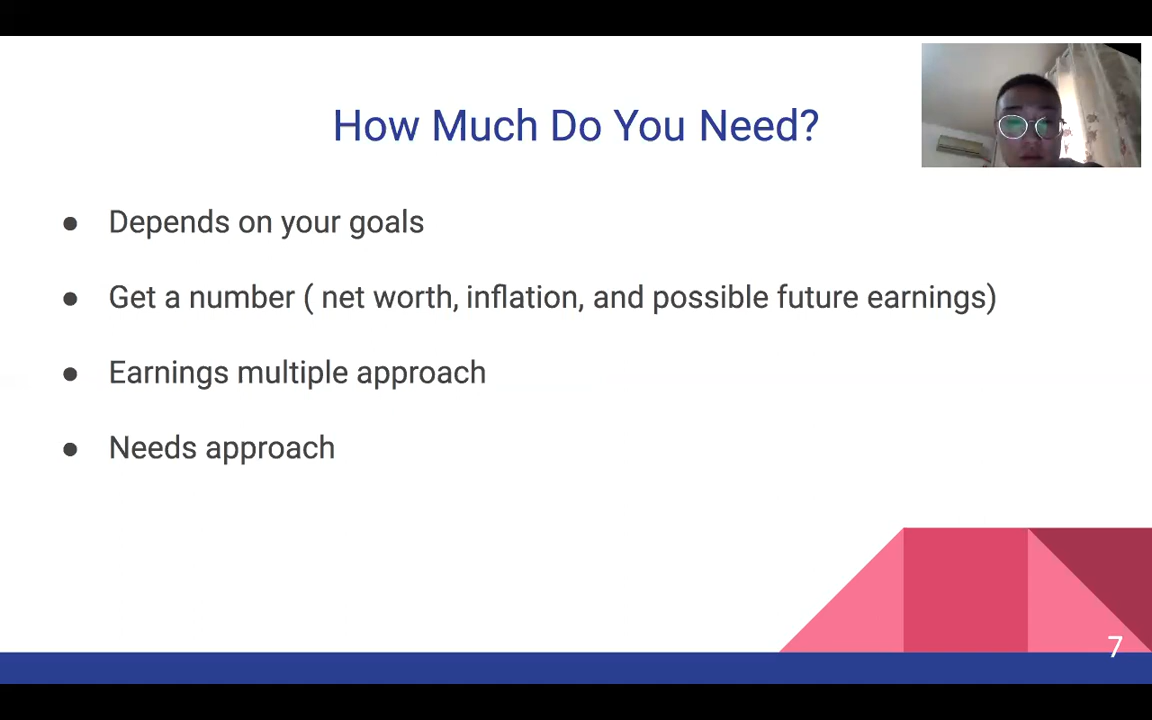 How Much Do You Need?
● Depends on your goals
● Get a number ( net worth, inflation, and possible future earnings)
● Earnings multiple approach
● Needs approach
7